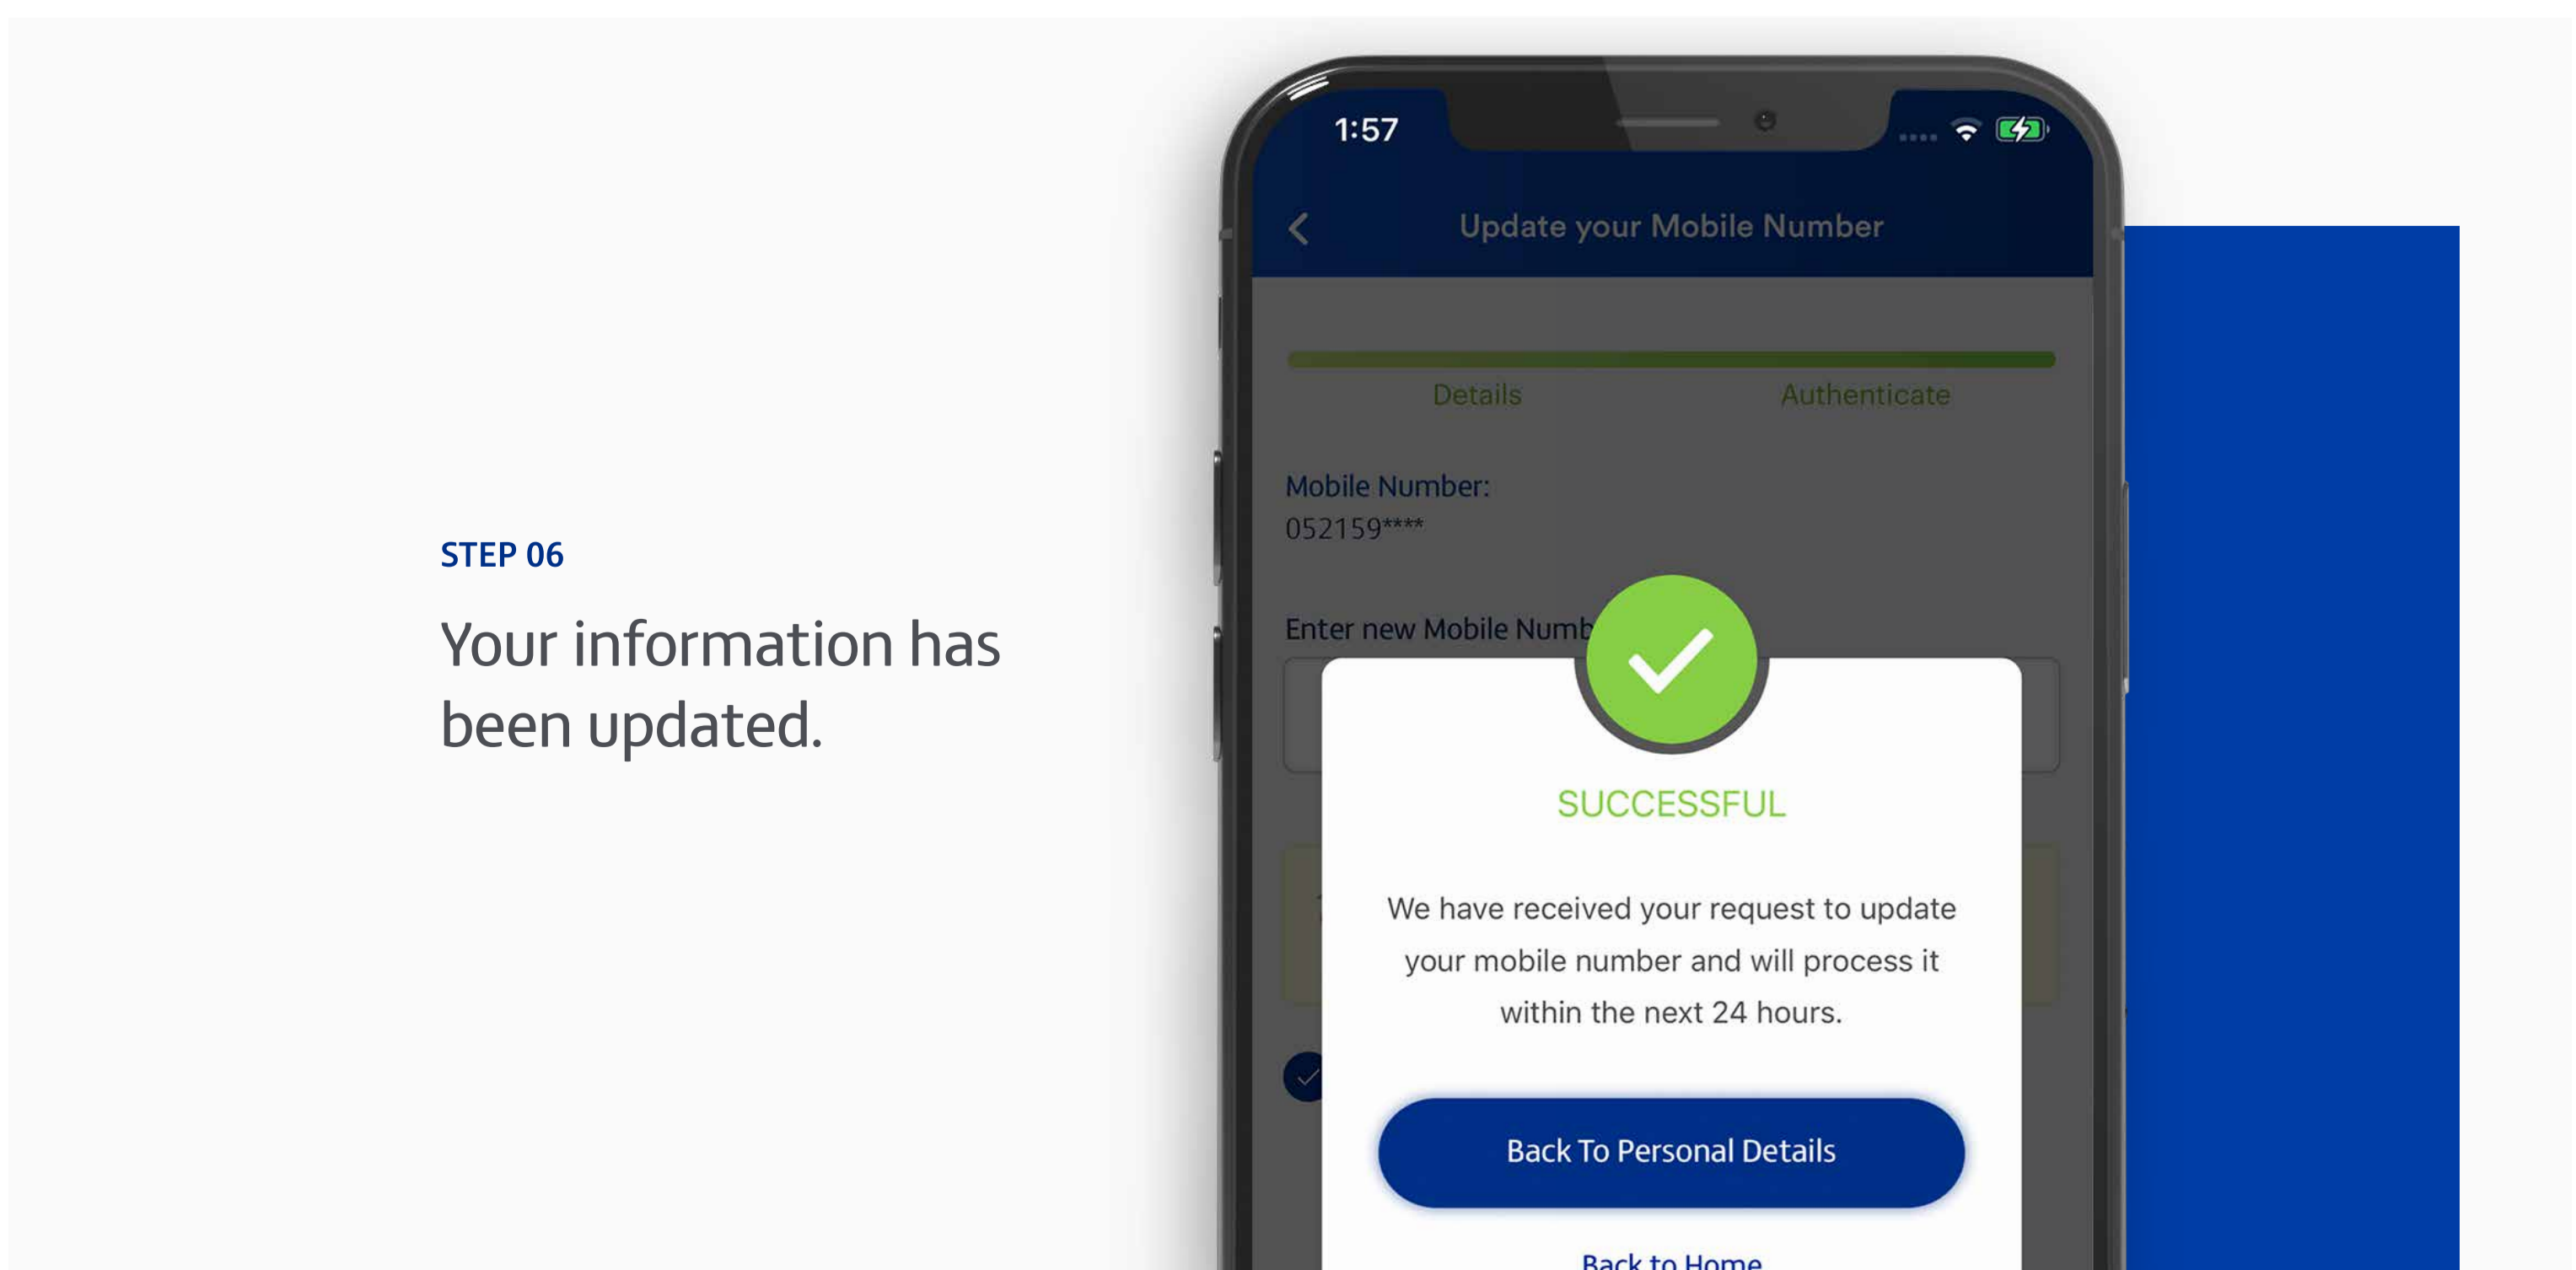 STEP 06
Your information has
been updated.
1:57
Update your Mobile Number
Details
Authenticate
Mobile Number:
052159****
Enter new Mobile Numb
SUCCESSFUL
We have received your request to update
your mobile number and will process it
within the next 24 hours.
Back To Personal Details
Back to Home